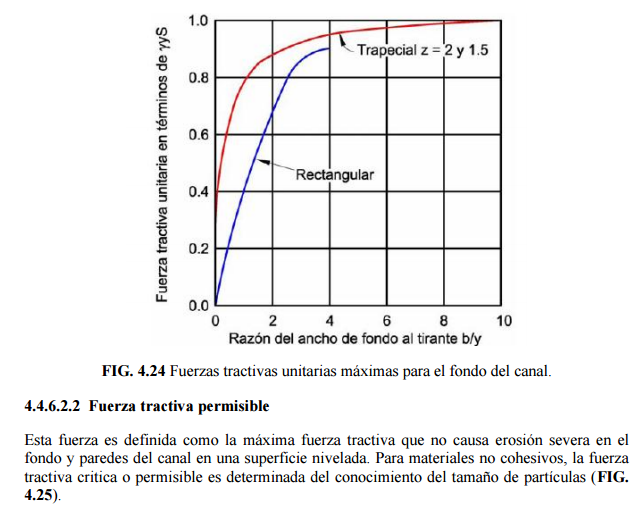 Fuerza tractiva unitaria en términos de γyS
1.0
0.8
0.6
0.4
0.2
0.0
Trapecial z = 2 y 1.5
Rectangular
0 2 4 6 8 10
Razón del ancho de fondo al tirante b/y
FIG. 4.24 Fuerzas tractivas unitarias máximas para el fondo del canal.
4.4.6.2.2 Fuerza tractiva permisible
Esta fuerza es definida como la máxima fuerza tractiva que no causa erosión severa en el
fondo y paredes del canal en una superficie nivelada. Para materiales no cohesivos, la fuerza
tractiva critica o permisible es determinada del conocimiento del tamaño de partículas (FIG.
4.25).